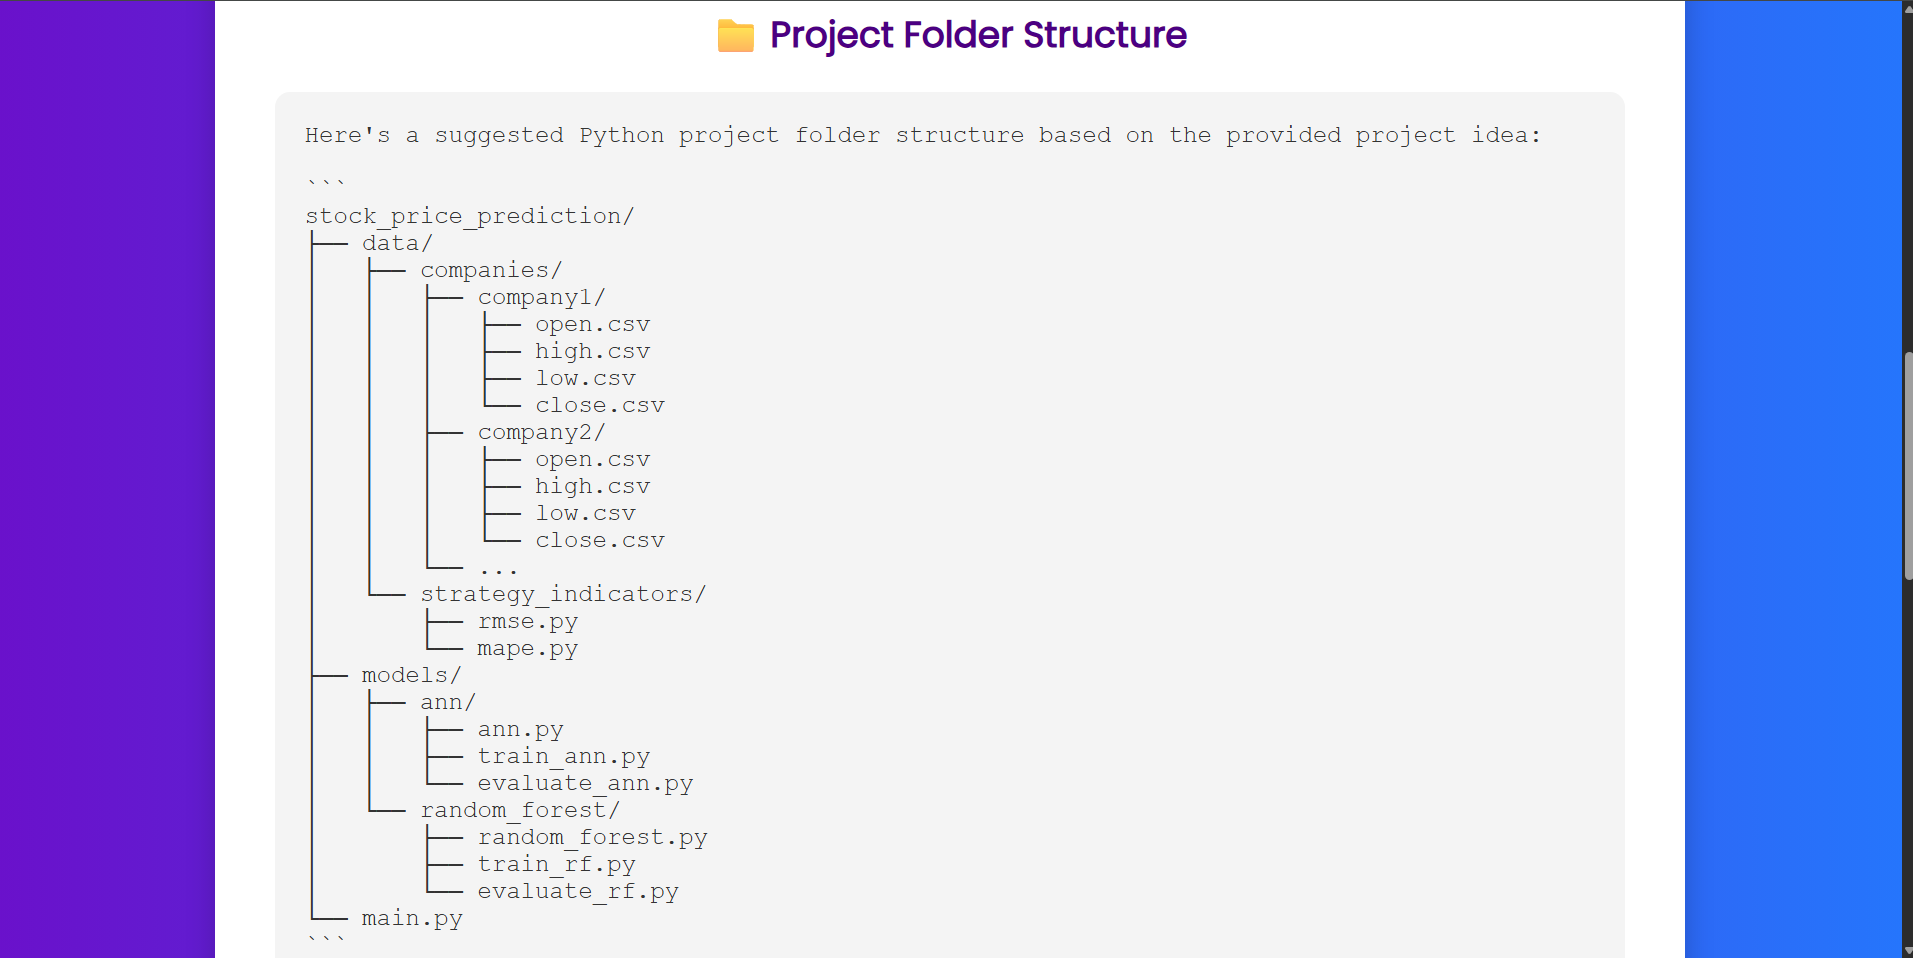 📁 Project Folder Structure
Here's a suggested Python project folder structure based on the provided project idea:
```
stock_price_prediction/
├── data/
│   ├── companies/
│   │   ├── company1/
│   │   │   ├── open.csv
│   │   │   ├── high.csv
│   │   │   ├── low.csv
│   │   │   └── close.csv
│   │   ├── company2/
│   │   │   ├── open.csv
│   │   │   ├── high.csv
│   │   │   ├── low.csv
│   │   │   └── close.csv
│   │   └── ...
│   └── strategy_indicators/
│       ├── rmse.py
│       └── mape.py
├── models/
│   ├── ann/
│   │   ├── ann.py
│   │   ├── train_ann.py
│   │   └── evaluate_ann.py
│   └── random_forest/
│       ├── random_forest.py
│       ├── train_rf.py
│       └── evaluate_rf.py
└── main.py
```